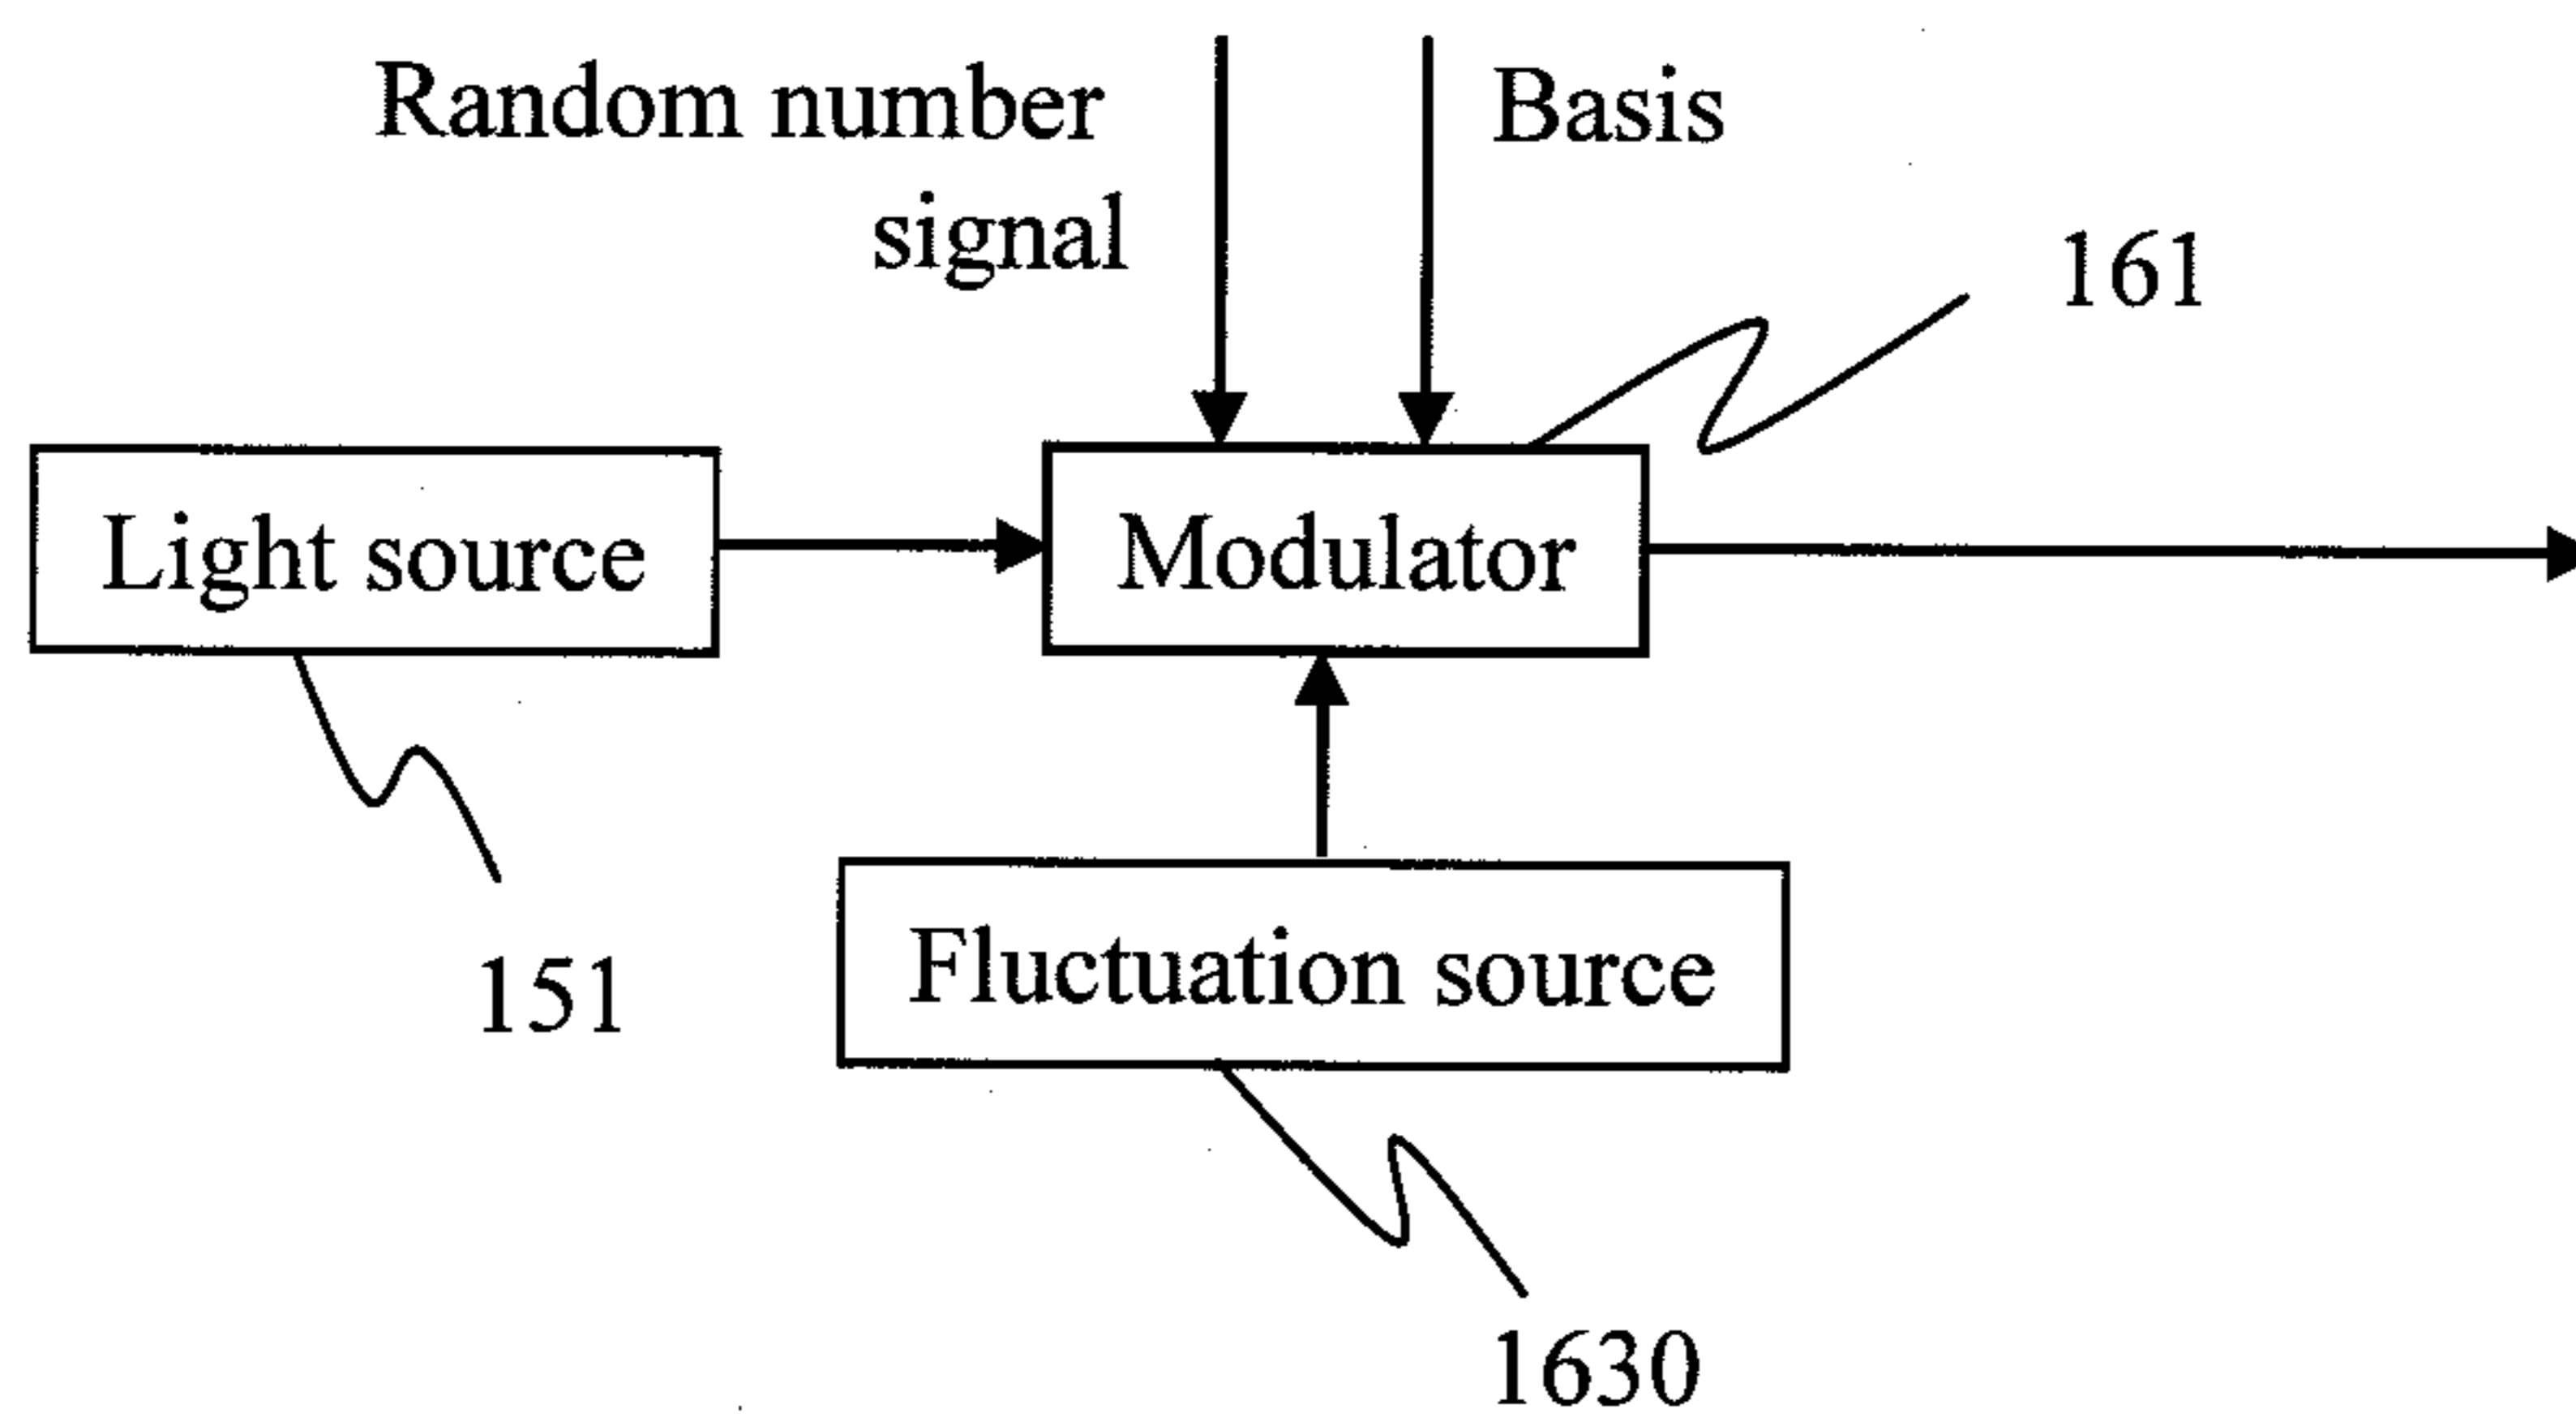 Random number
signal
Basis
161
Light source
Modulator
151
Fluctuation source
1630